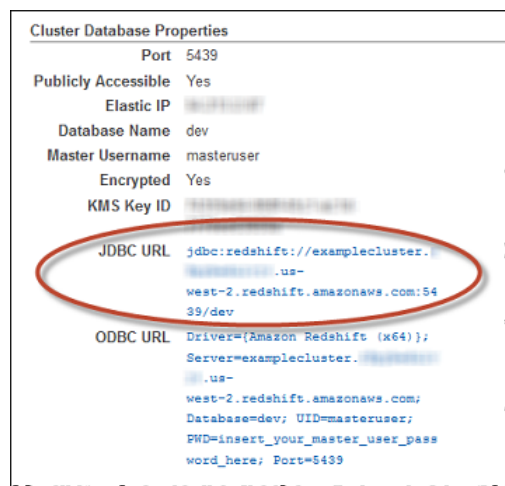 Cluster Database Properties
Port 5439
Publicly Accessible Yes
Elastic IP
Database Name dev
Master Username masteruser
Encrypted Yes
KMS Key ID
JDBC URL jdbc:redshift://examplecluster.
.us-
west-2.redshift.amazonaws.com:54
39/dev
ODBC URL Driver={Amazon Redshift (x64)};
Server=examplecluster.
.us-
west-2.redshift.amazonaws.com;
Database=dev; UID=masteruser;
PWD=insert_your_master_user_pass
word_here; Port=5439